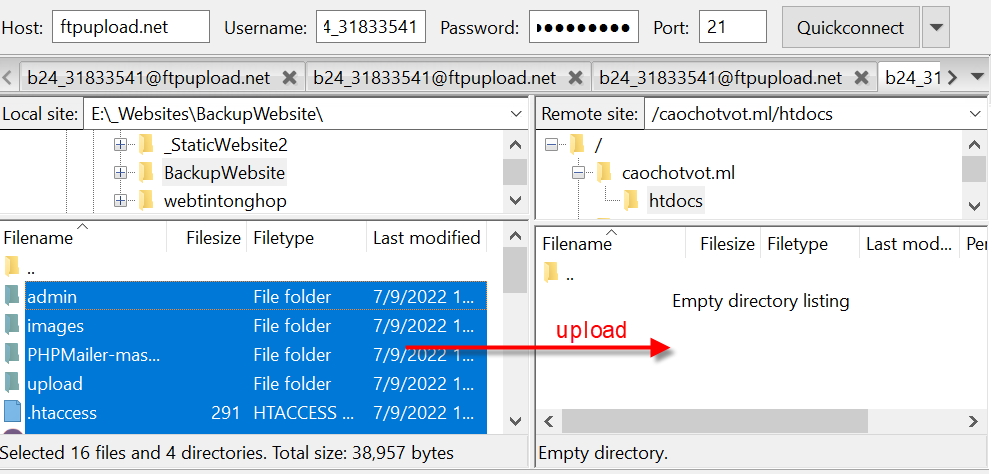 Host: ftpupload.net Username: 4_31833541 Password: ●●●●●●●●● Port: 21 Quickconnect
b24_31833541@ftpupload.net b24_31833541@ftpupload.net b24_31833541@ftpupload.net b24_31
Local site: E:\_Websites\BackupWebsite\
_StaticWebsite2
BackupWebsite
webtintonghop
Filename Filesize Filetype Last modified
..
admin File folder 7/9/2022 1...
images File folder 7/9/2022 1...
PHPMailer-mas... File folder 7/9/2022 1...
upload File folder 7/9/2022 1...
.htaccess 291 HTACCESS ... 7/9/2022 1...
Selected 16 files and 4 directories. Total size: 38,957 bytes
Remote site: /caochotvot.ml/htdocs
/
caochotvot.ml
htdocs
Filename Filesize Filetype Last mod... Per
..
Empty directory listing
upload
Empty directory.